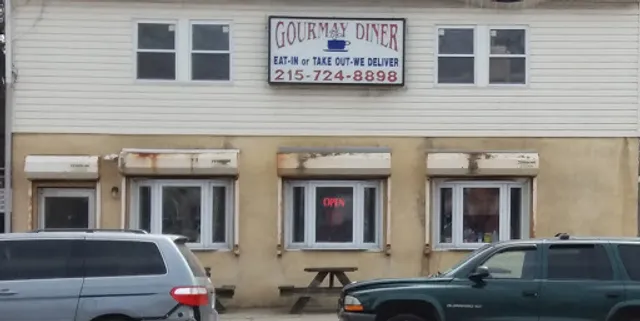 GOURMAY DINER
EAT-IN or TAKE OUT-WE DELIVER
215-724-8898
OPEN